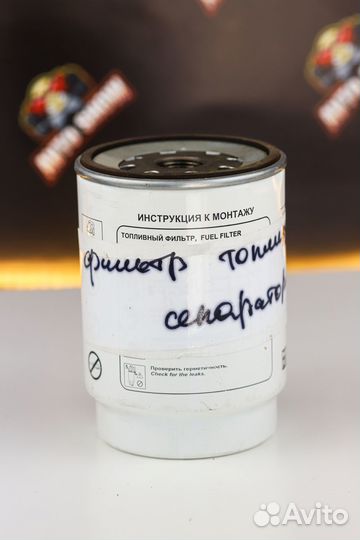 ИНСТРУКЦИЯ К МОНТАЖУ
ТОПЛИВНЫЙ ФИЛЬТР, FUEL FILTER
фильтр топли
сепаратор
Проверить герметичность.
Check for the leaks.
Avito